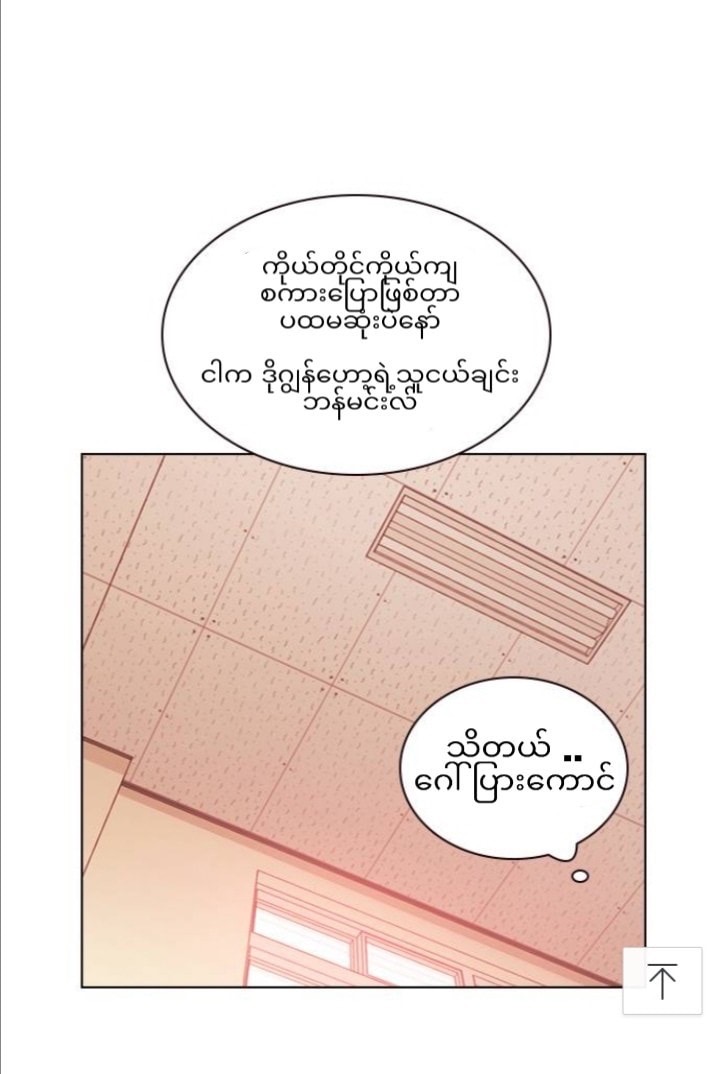 ကိုယ်တိုင်ကိုယ်ကျ
စကားပြောဖြစ်တာ
ပထမဆုံးပဲနော်
ငါက ဒိုဂျွန်ဟော့ရဲ့သူငယ်ချင်း
ဘန်မင်းလ်
သိတယ် ..
ဂေါ်ပြားကောင်